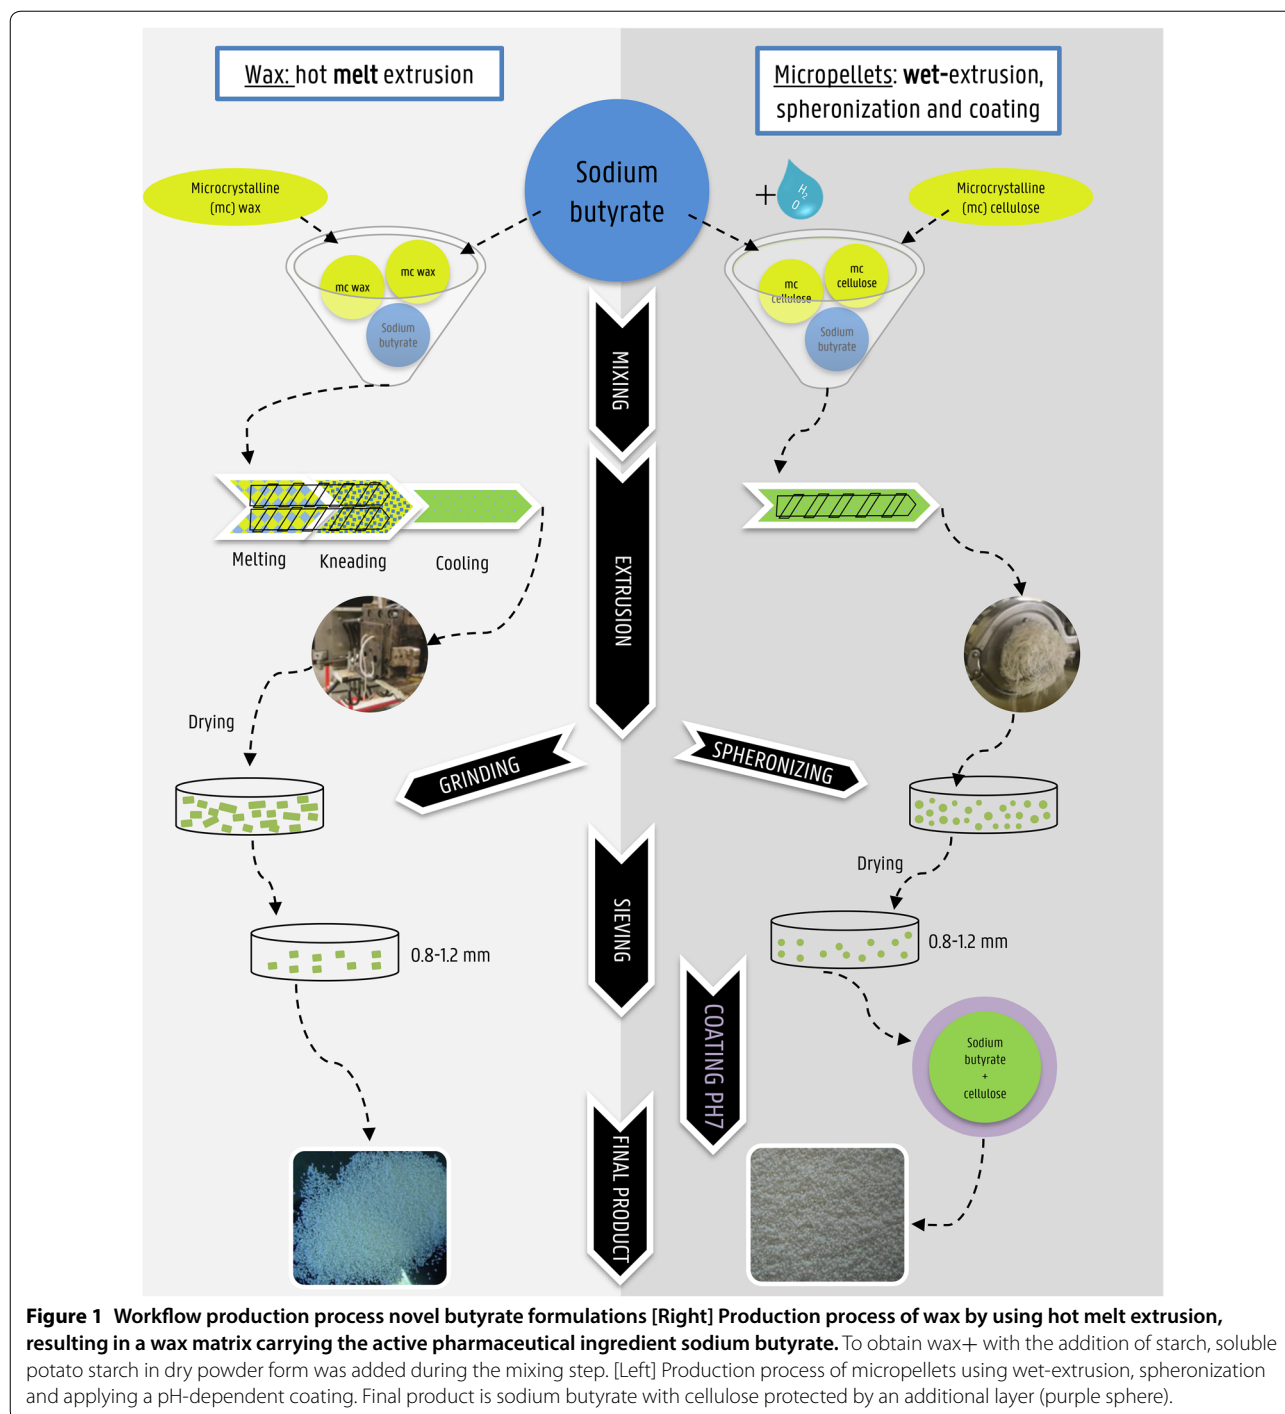 Wax: hot melt extrusion
Micropellets: wet-extrusion,
spheronization and coating
Sodium
butyrate
Microcrystalline
(mc) wax
+
H2
O
Microcrystalline
(mc) cellulose
mc wax
mc wax
Sodium
butyrate
mc
cellulose
mc
cellulose
Sodium
butyrate
MIXING
Melting
Kneading
Cooling
EXTRUSION
Drying
GRINDING
SPHERONIZING
Drying
SIEVING
0.8-1.2 mm
0.8-1.2 mm
COATING PH7
Sodium
butyrate
+
cellulose
FINAL PRODUCT
Figure 1 Workflow production process novel butyrate formulations [Right] Production process of wax by using hot melt extrusion,
resulting in a wax matrix carrying the active pharmaceutical ingredient sodium butyrate. To obtain wax+ with the addition of starch, soluble
potato starch in dry powder form was added during the mixing step. [Left] Production process of micropellets using wet-extrusion, spheronization
and applying a pH-dependent coating. Final product is sodium butyrate with cellulose protected by an additional layer (purple sphere).